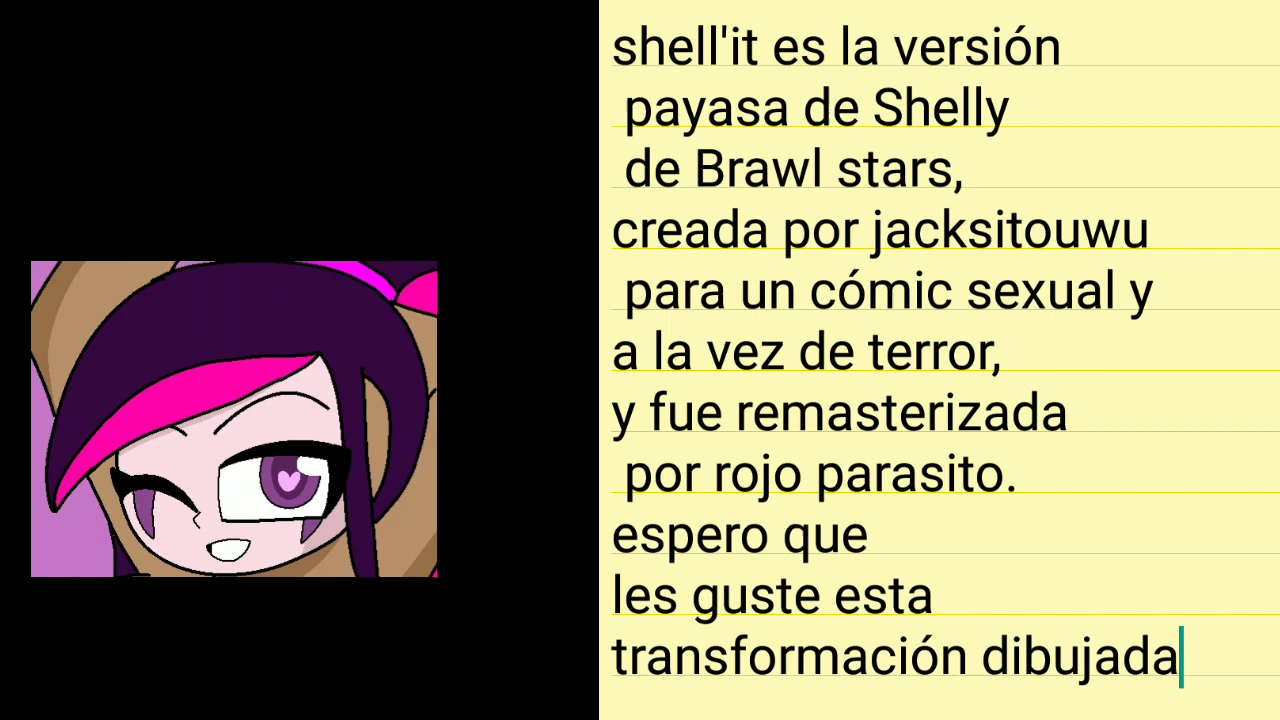 shell'it es la versión
payasa de Shelly
de Brawl stars,
creada por jacksitouwu
para un cómic sexual y
a la vez de terror,
y fue remasterizada
por rojo parasito.
espero que
les guste esta
transformación dibujada